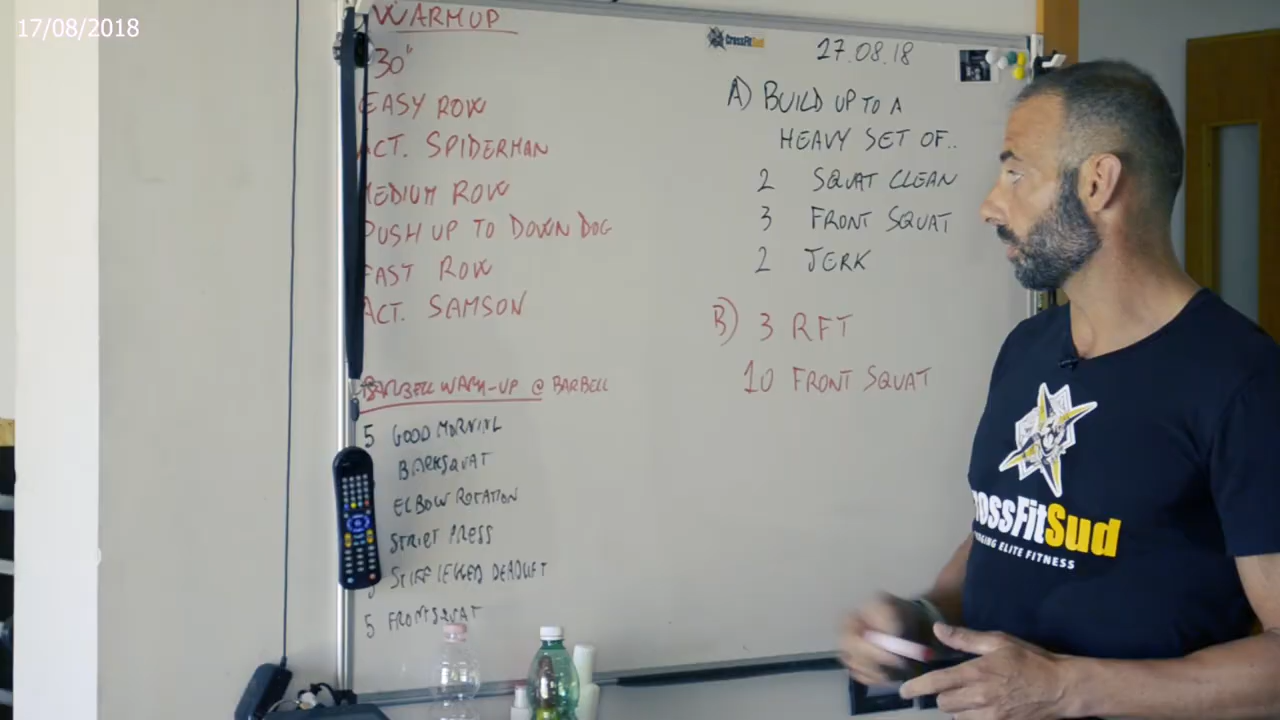 17/08/2018
WARMUP
30"
EASY ROW
ACT. SPIDERMAN
MEDIUM ROW
PUSH UP TO DOWN DOG
FAST ROW
ACT. SAMSON
BARBELL WARM-UP @ BARBELL
5 GOOD MORNING
BACKSQUAT
ELBOW ROTATION
STRICT PRESS
STIFF LEGGED DEADLIFT
5 FRONTSQUAT
CrossFitSud
27.08.18
A) BUILD UP TO A
HEAVY SET OF..
2 SQUAT CLEAN
3 FRONT SQUAT
2 JERK
B) 3 RFT
10 FRONT SQUAT
CrossFitSud
FORGING ELITE FITNESS